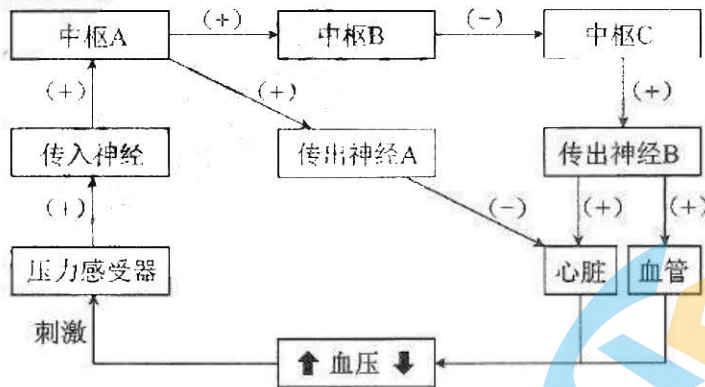 中枢A
(+)
中枢B
(-)
中枢C
(+)
(+)
(+)
传入神经
传出神经A
传出神经B
(+)
(-)
(+)
(+)
压力感受器
心脏
血管
刺激
⬆ 血压 ⬇